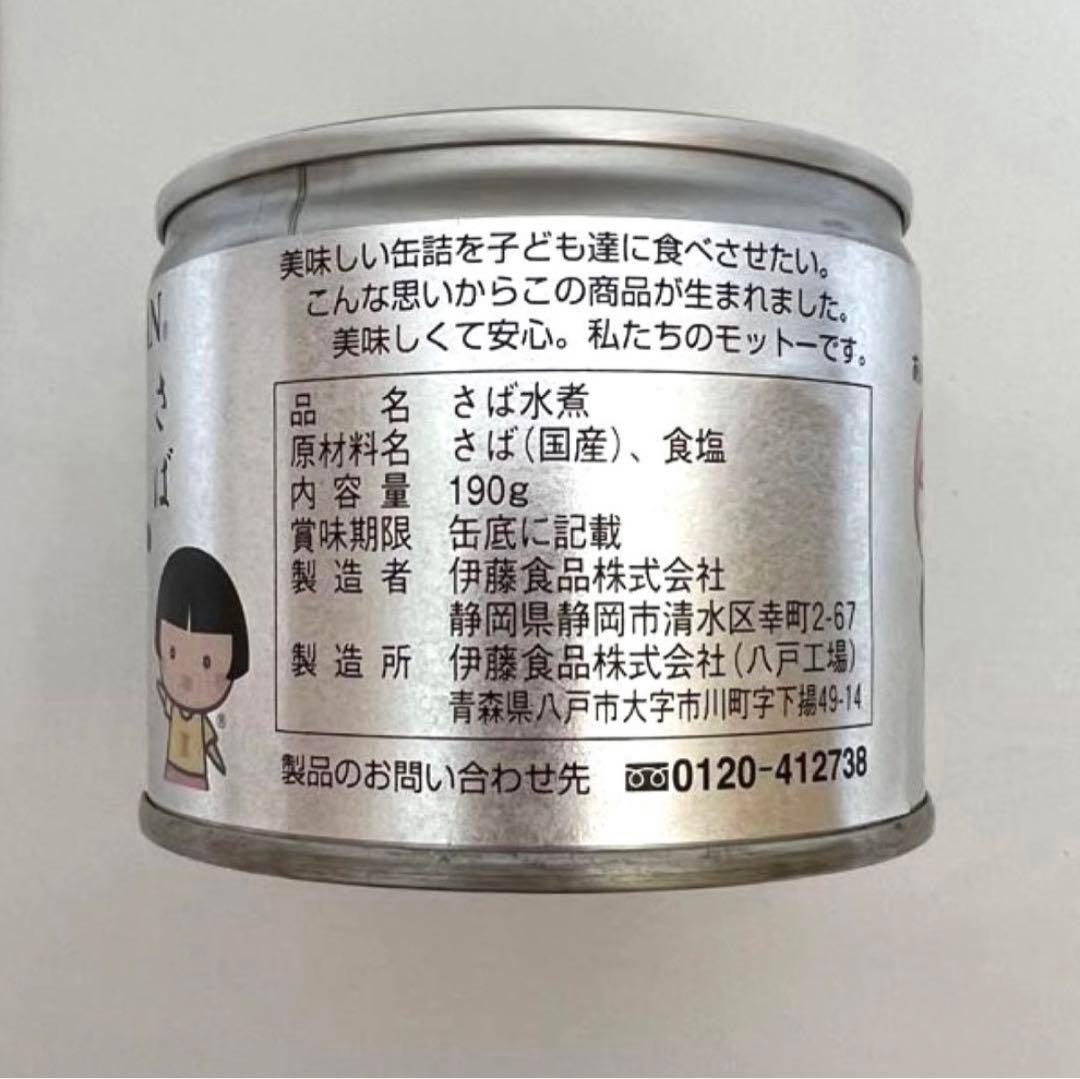 美味しい缶詰を子ども達に食べさせたい。
こんな思いからこの商品が生まれました。
美味しくて安心。私たちのモットーです。
品名 さば水煮
原材料名 さば(国産)、食塩
内容量 190g
賞味期限 缶底に記載
製造者 伊藤食品株式会社
静岡県静岡市清水区幸町2-67
製造所 伊藤食品株式会社(八戸工場)
青森県八戸市大字市川町字下揚49-14
製品のお問い合わせ先 0120-412738
N®
さば
®